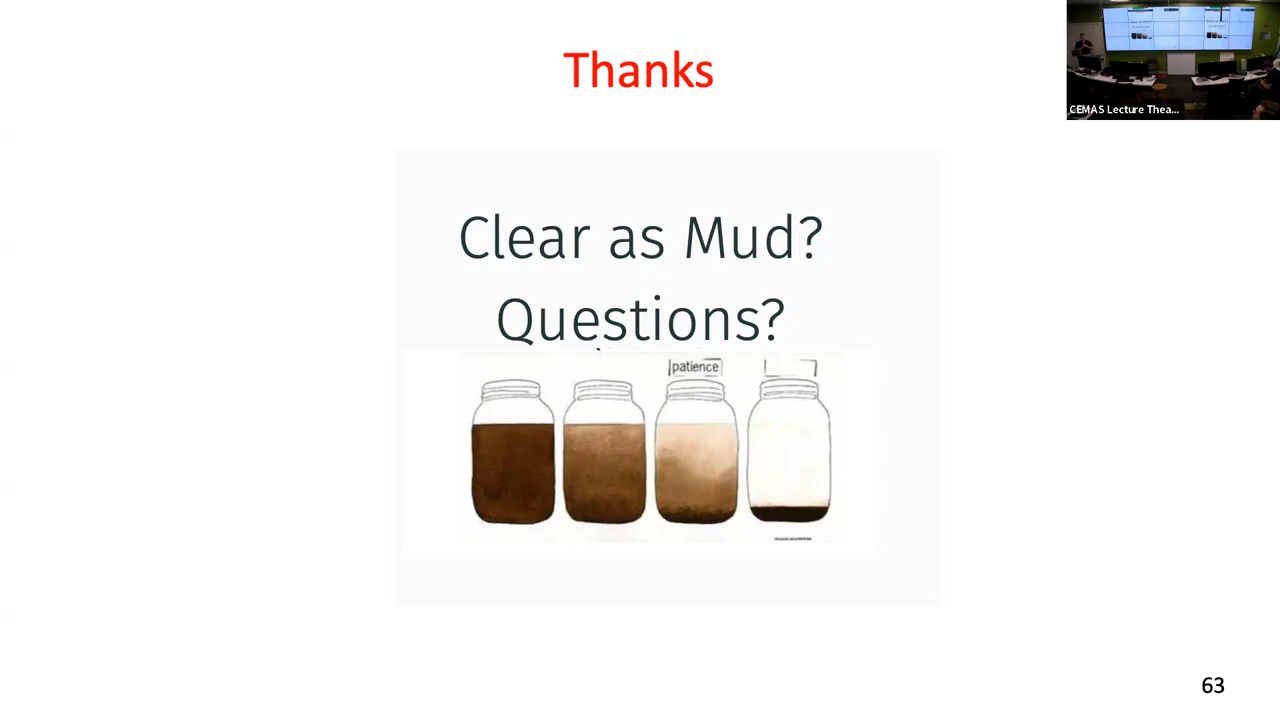 Thanks
CEMAS Lecture Thea...
Clear as Mud?
Questions?
patience
63